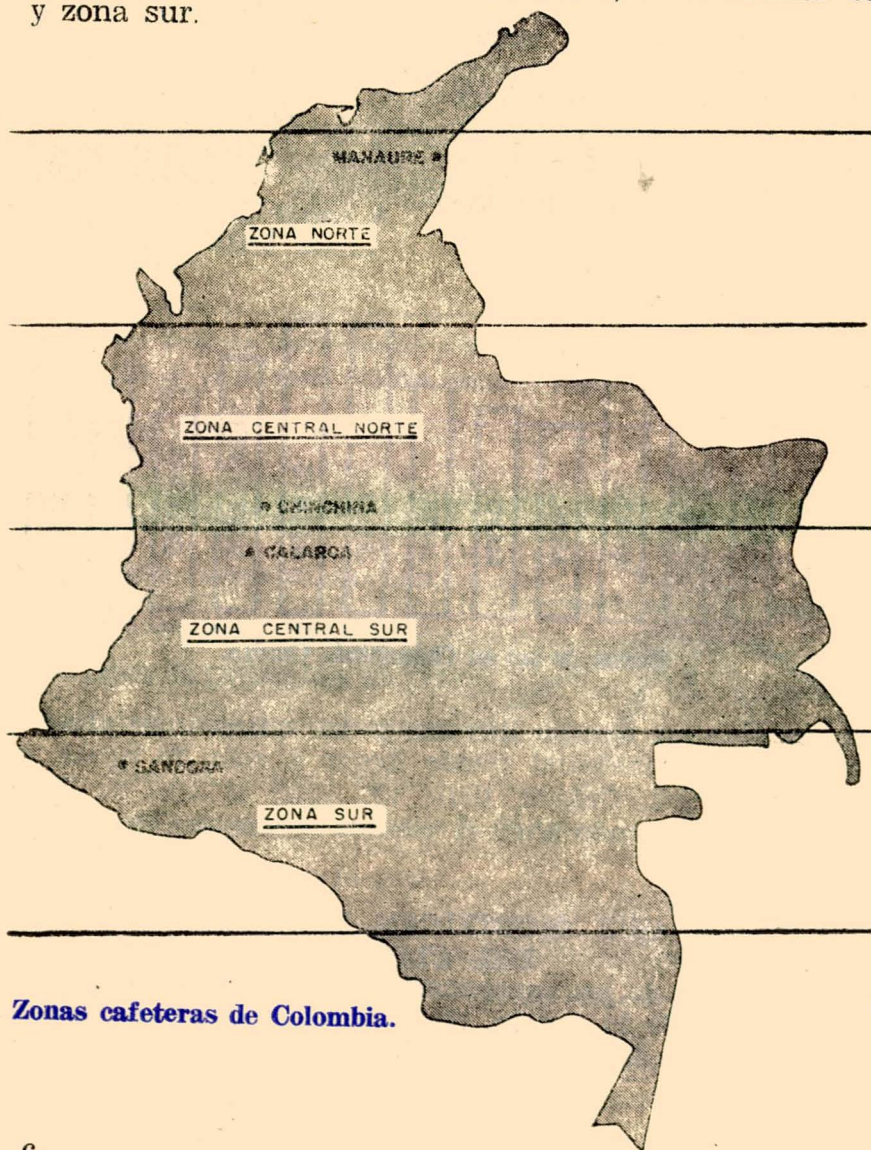 y zona sur.
MANAURE
ZONA NORTE
ZONA CENTRAL NORTE
CHINCHINA
CALARCA
ZONA CENTRAL SUR
SANDONA
ZONA SUR
Zonas cafeteras de Colombia.